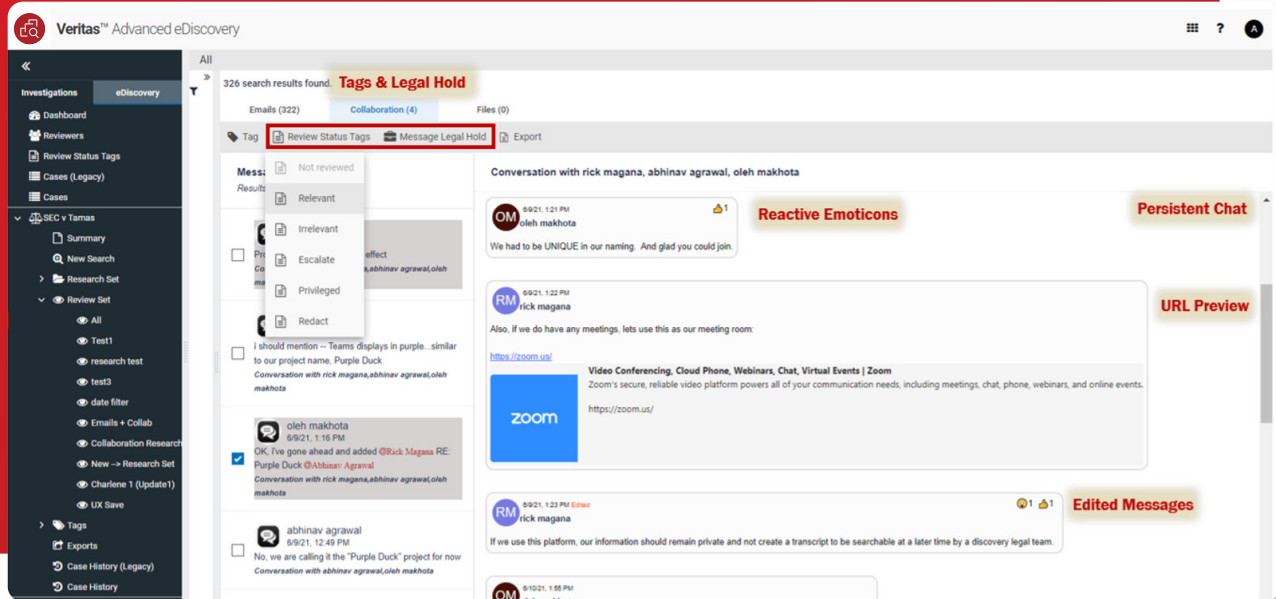 Veritas™ Advanced eDiscovery
?
A
«
Investigations
eDiscovery
Dashboard
Reviewers
Review Status Tags
Cases (Legacy)
Cases
SEC v Tamas
Summary
New Search
Research Set
Review Set
All
Test1
research test
test3
date filter
Emails + Collab
Collaboration Research
New --> Research Set
Charlene 1 (Update1)
UX Save
Tags
Exports
Case History (Legacy)
Case History
All
»
326 search results found.
Tags & Legal Hold
Emails (322)
Collaboration (4)
Files (0)
Tag
Review Status Tags
Message Legal Hold
Export
Not reviewed
Relevant
Irrelevant
Escalate
Privileged
Redact
Messa
Results
effect
,abhinav agrawal,oleh
i should mention -- Teams displays in purple...similar
to our project name, Purple Duck
Conversation with rick magana,abhinav agrawal,oleh
makhota
oleh makhota
6/9/21, 1:16 PM
OK, I've gone ahead and added @Rick Magana RE:
Purple Duck @Abhinav Agrawal
Conversation with rick magana,abhinav agrawal,oleh
makhota
abhinav agrawal
6/9/21, 12:49 PM
No, we are calling it the "Purple Duck" project for now
Conversation with abhinav agrawal,oleh makhota
Conversation with rick magana, abhinav agrawal, oleh makhota
OM
6/9/21, 1:21 PM
oleh makhota
1
We had to be UNIQUE in our naming. And glad you could join.
Reactive Emoticons
Persistent Chat
RM
6/9/21, 1:22 PM
rick magana
Also, if we do have any meetings, lets use this as our meeting room:
https://zoom.us/
zoom
Video Conferencing, Cloud Phone, Webinars, Chat, Virtual Events | Zoom
Zoom's secure, reliable video platform powers all of your communication needs, including meetings, chat, phone, webinars, and online events.
https://zoom.us/
URL Preview
RM
6/9/21, 1:23 PM Edited
rick magana
1 1
If we use this platform, our information should remain private and not create a transcript to be searchable at a later time by a discovery legal team.
Edited Messages
OM
6/10/21, 1:55 PM